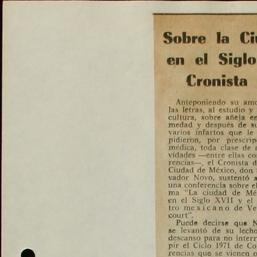 Sobre la Ciu
en el Siglo
Cronista
Anteponiendo su amo
las letras, al estudio y
cultura, sobre añeja en
medad y después de su
varios infartos que le
pidieron, por prescrip
médica, toda clase de a
vidades —entre ellas co
rencias—, el Cronista d
Ciudad de México, don
vador Novo, sustentó a
una conferencia sobre el
ma "La ciudad de Mé
en el Siglo XVII y el
tro mexicano de Ve
court".
Puede decirse que N
se levantó de su lecho
descanso para no interr
pir el Ciclo 1971 de Co
rencias que se vienen o